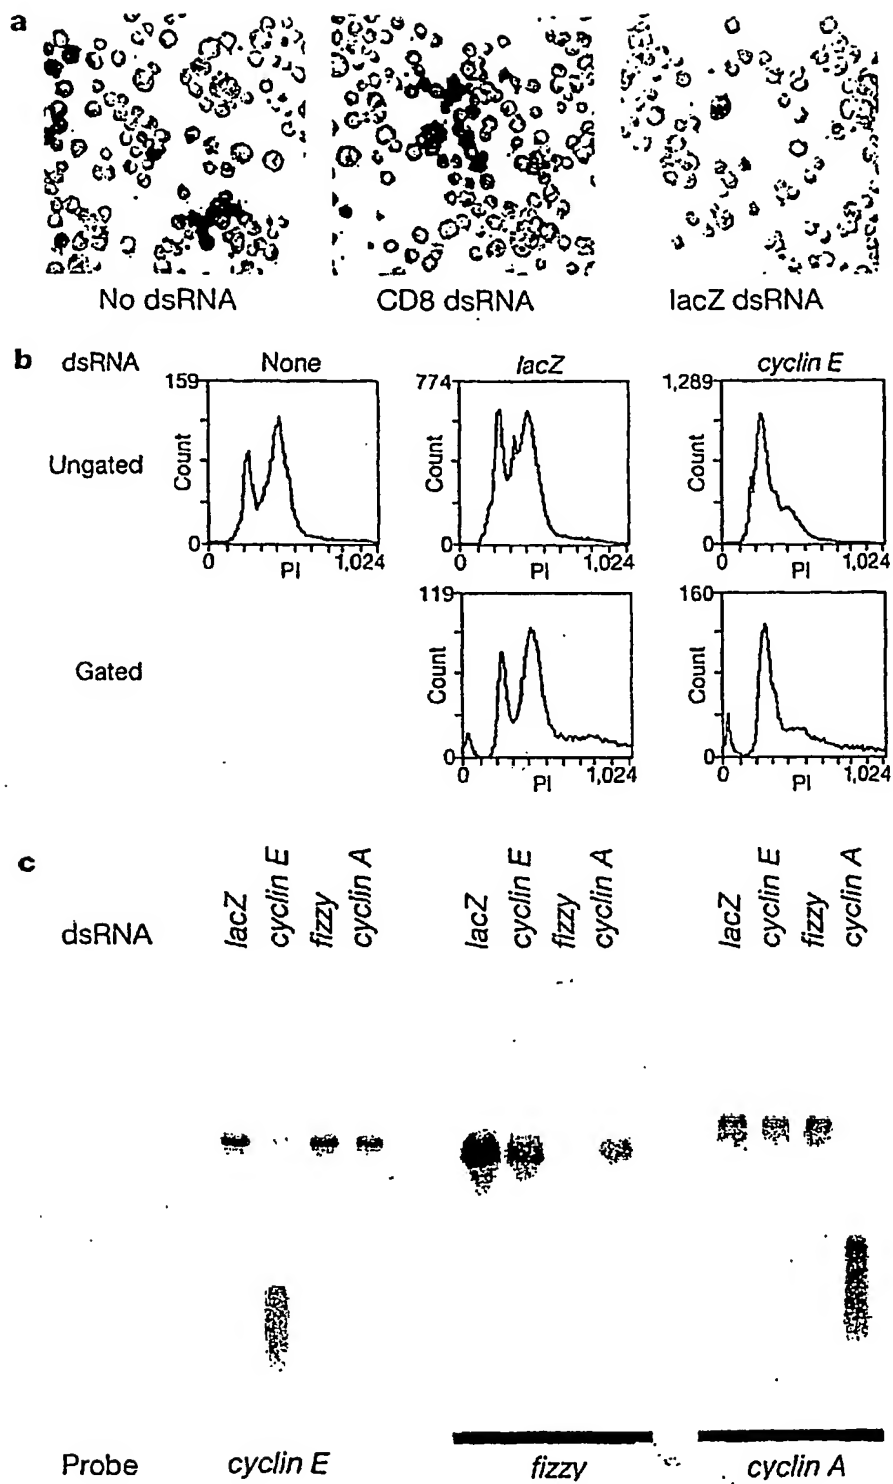 a
No dsRNA CD8 dsRNA lacZ dsRNA
b dsRNA None lacZ cyclin E
159 774 1,289
Ungated Count Count Count
0 0 0
0 1,024 0 1,024 0 1,024
PI PI PI
119 160
Gated Count Count
0 0
0 1,024 0 1,024
PI PI
c
dsRNA lacZ cyclin E fizzy cyclin A lacZ cyclin E fizzy cyclin A lacZ cyclin E fizzy cyclin A
Probe cyclin E fizzy cyclin A